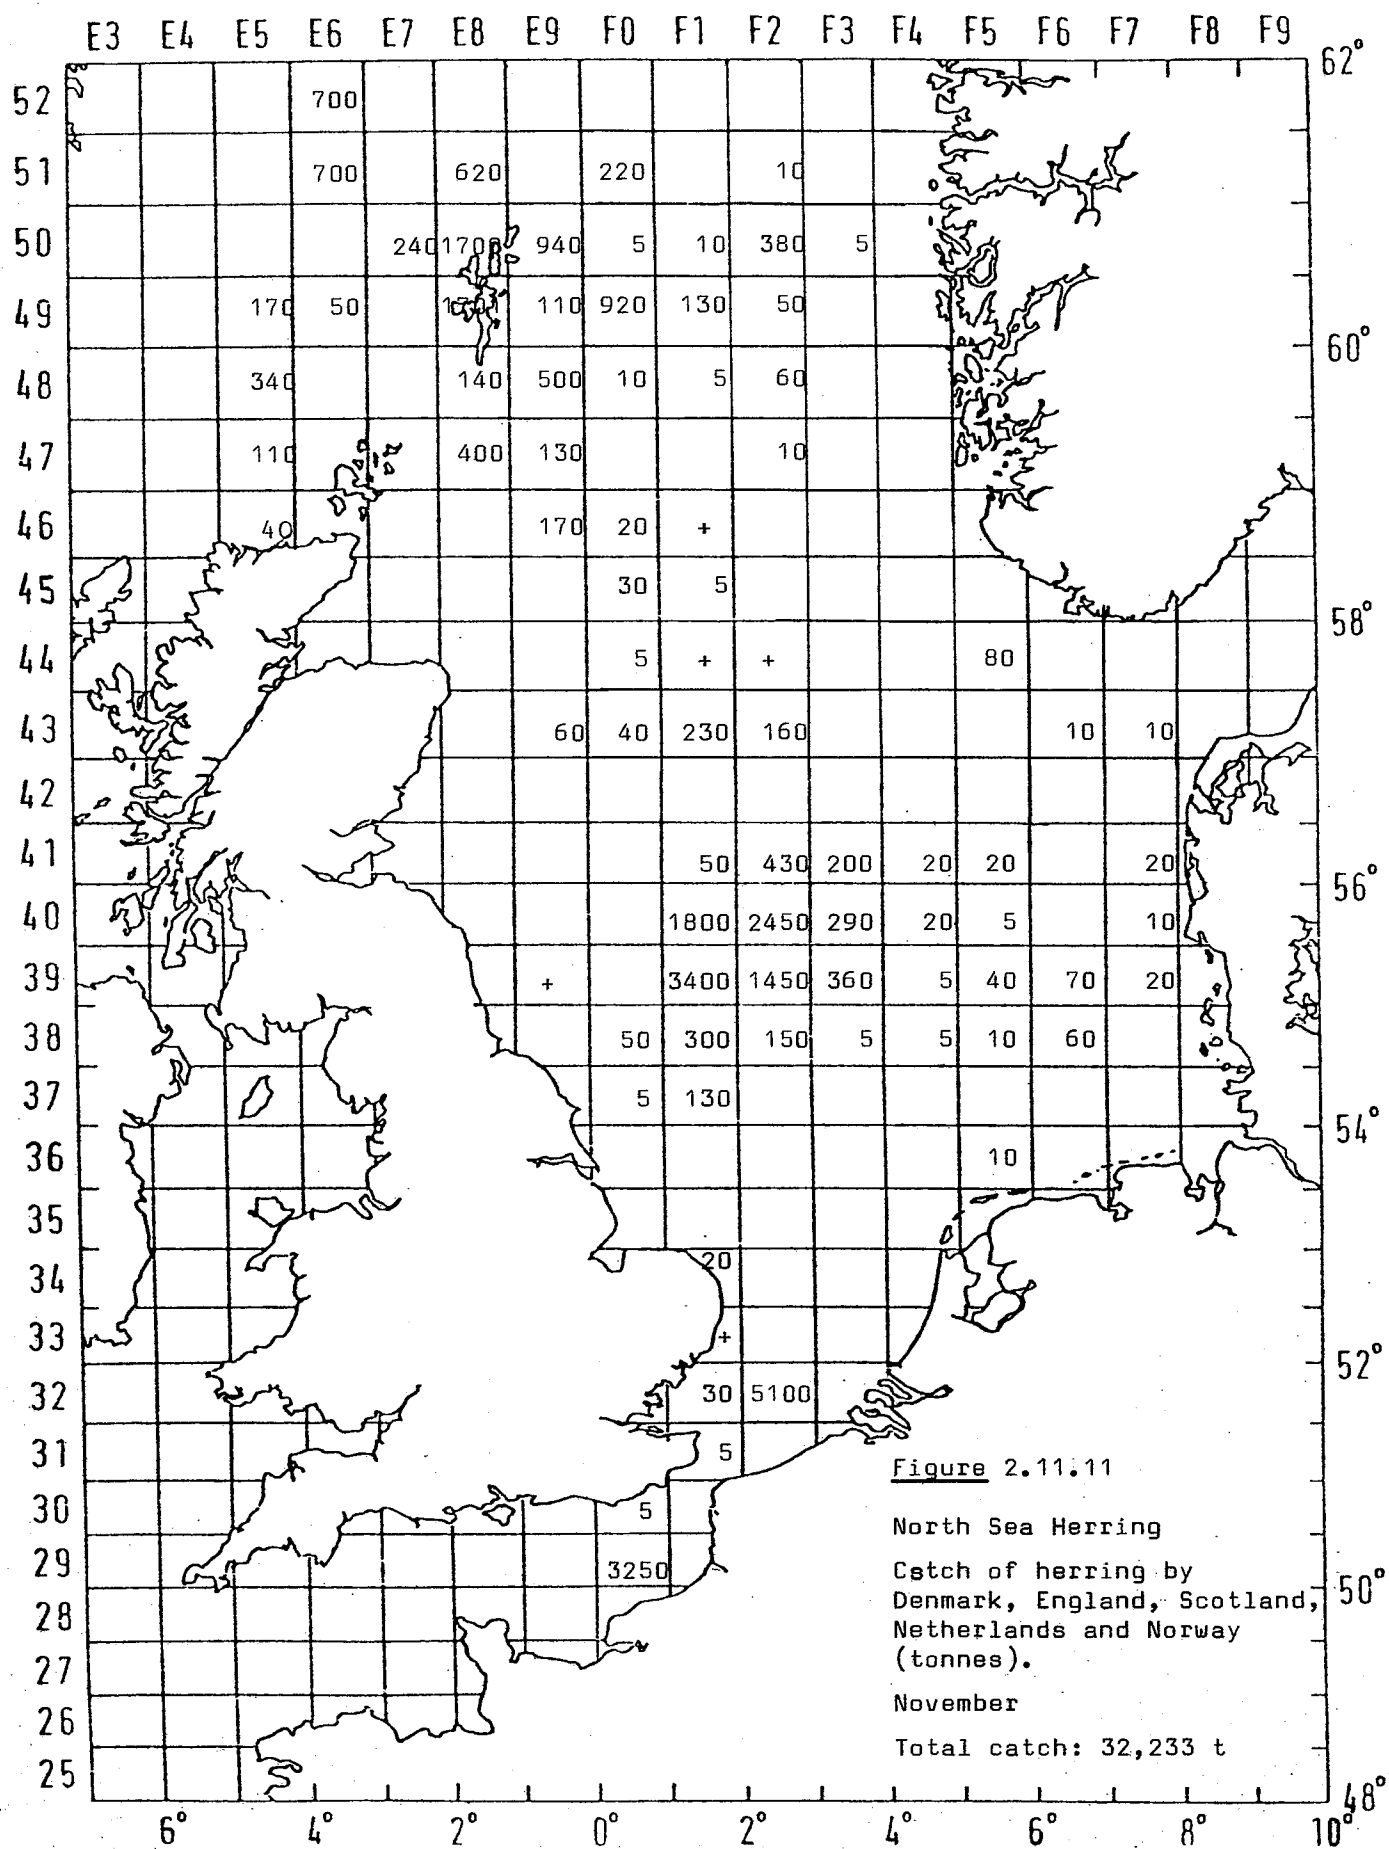 E3 E4 E5 E6 E7 E8 E9 F0 F1 F2 F3 F4 F5 F6 F7 F8 F9
62°
52 700
51 700 620 220 10
50 240 1700 940 5 10 380 5
49 170 50 110 920 130 50
60°
48 340 140 500 10 5 60
47 110 400 130 10
46 40 170 20 +
45 30 5
58°
44 5 + + 80
43 60 40 230 160 10 10
42
41 50 430 200 20 20 20
56°
40 1800 2450 290 20 5 10
39 + 3400 1450 360 5 40 70 20
38 50 300 150 5 5 10 60
37 5 130
54°
36 10
35
34 20
33 +
52°
32 30 5100
31 5
Figure 2.11.11
30 5
North Sea Herring
29 3250
Catch of herring by
50°
Denmark, England, Scotland,
28
Netherlands and Norway
(tonnes).
27
November
26
Total catch: 32,233 t
25
48°
6° 4° 2° 0° 2° 4° 6° 8° 10°